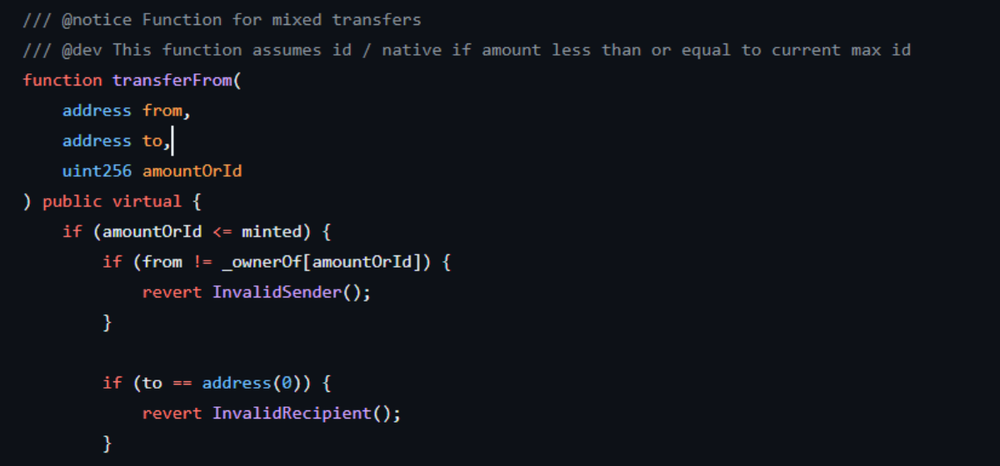 /// @notice Function for mixed transfers
/// @dev This function assumes id / native if amount less than or equal to current max id
function transferFrom(
address from,
address to,
uint256 amountOrId
) public virtual {
if (amountOrId <= minted) {
if (from != _ownerOf[amountOrId]) {
revert InvalidSender();
}
if (to == address(0)) {
revert InvalidRecipient();
}